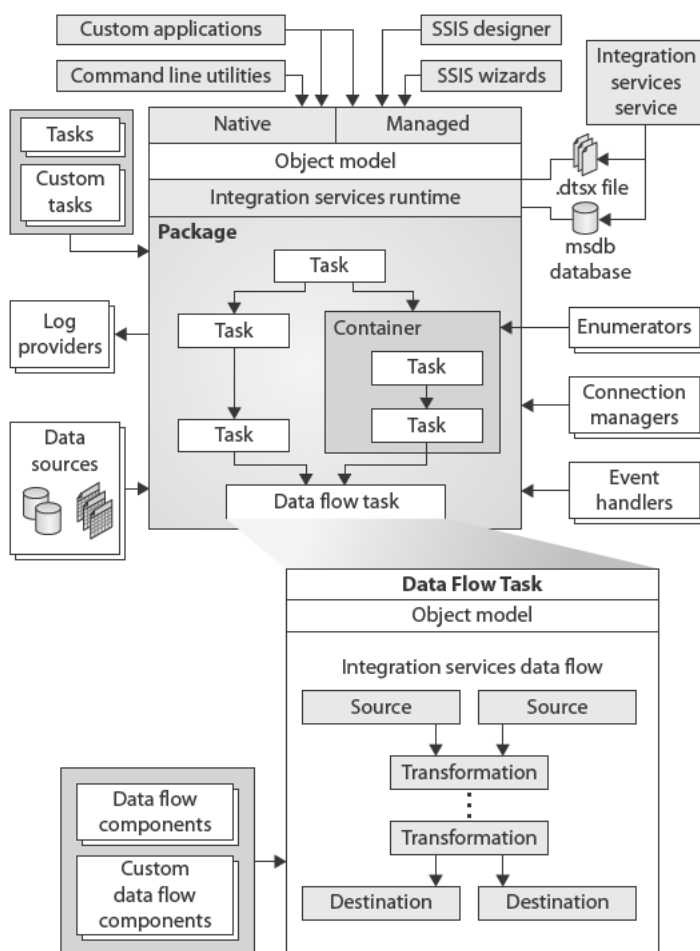 Custom applications
SSIS designer
Command line utilities
SSIS wizards
Integration
services
service
Native
Managed
Tasks
Custom
tasks
Object model
Integration services runtime
.dtsx file
msdb
database
Package
Task
Log
providers
Task
Container
Task
Enumerators
Task
Task
Connection
managers
Data
sources
Data flow task
Event
handlers
Data Flow Task
Object model
Integration services data flow
Source
Source
Transformation
Transformation
Destination
Destination
Data flow
components
Custom
data flow
components